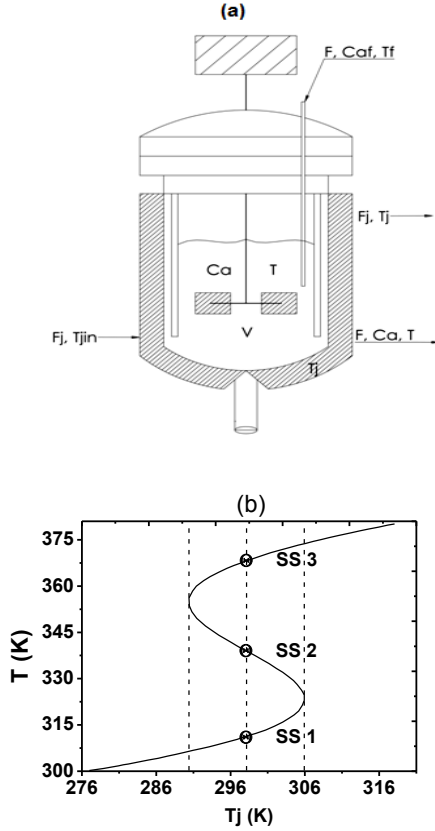 (a)
F, Caf, Tf
Fj, Tj
Ca T
V
Fj, Tjin
F, Ca, T
Tj
(b)
375
360
345
330
315
300
T (K)
SS 3
SS 2
SS 1
276 286 296 306 316
Tj (K)